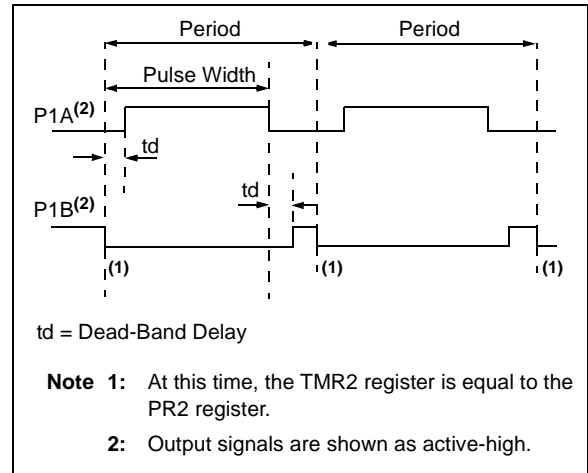 Period Period
Pulse Width
P1A(2)
td
td
P1B(2)
(1) (1) (1)
td = Dead-Band Delay
Note 1: At this time, the TMR2 register is equal to the
PR2 register.
2: Output signals are shown as active-high.